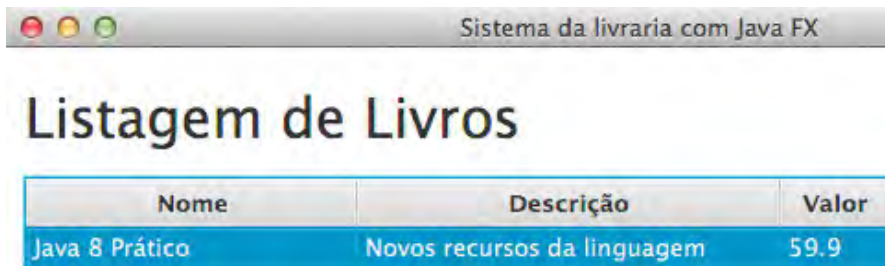 Sistema da livraria com Java FX
Listagem de Livros
Nome Descrição Valor
Java 8 Prático Novos recursos da linguagem 59.9